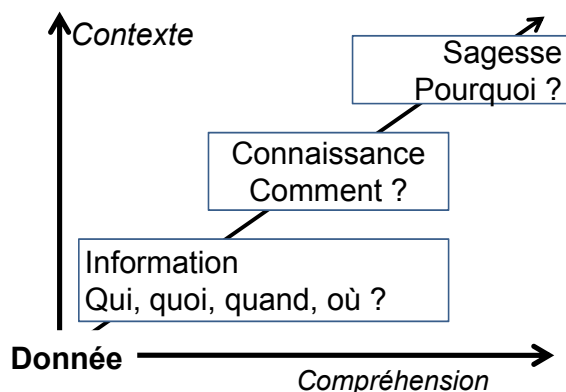 Contexte
Sagesse
Pourquoi ?
Connaissance
Comment ?
Information
Qui, quoi, quand, où ?
Donnée
Compréhension